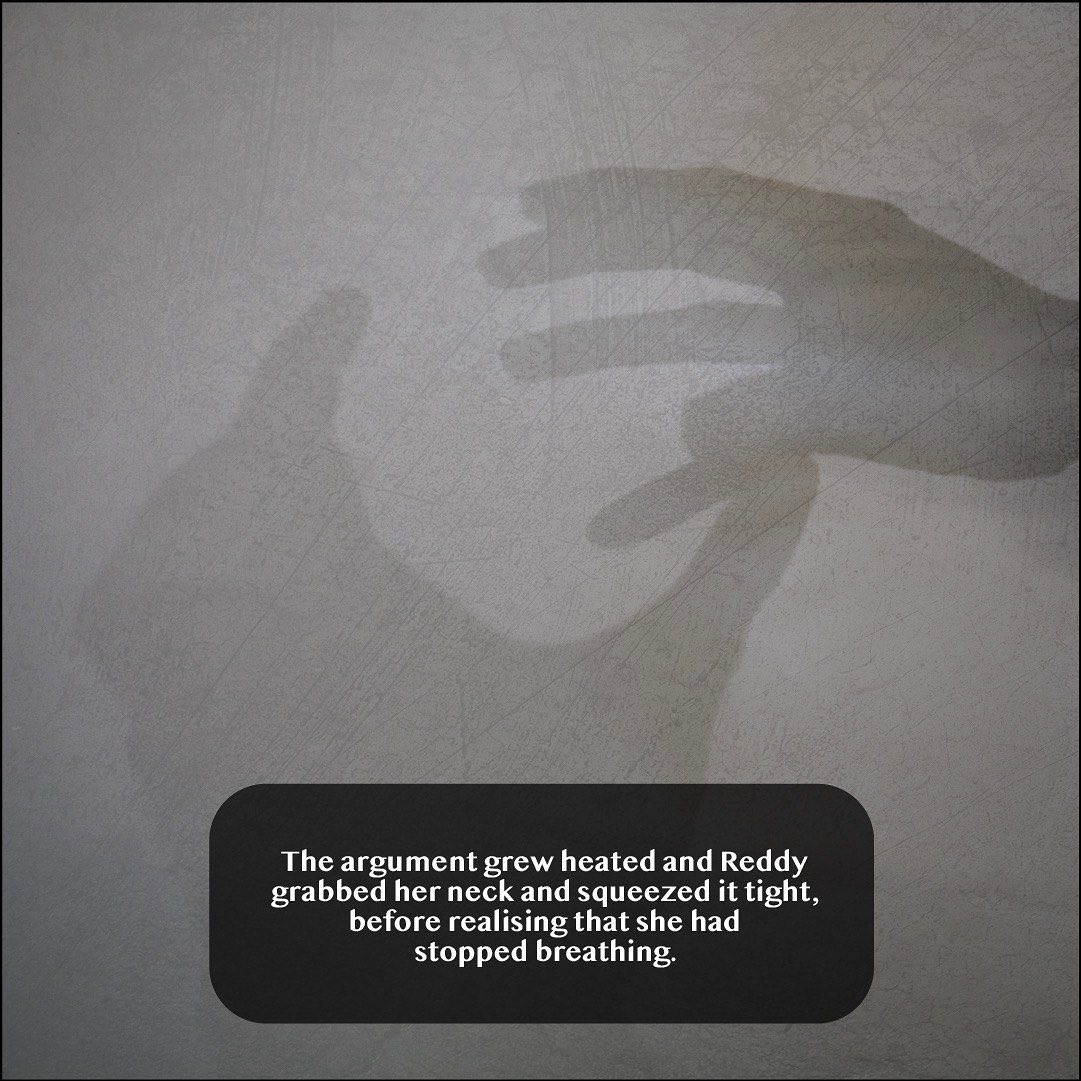 The argument grew heated and Reddy
grabbed her neck and squeezed it tight,
before realising that she had
stopped breathing.